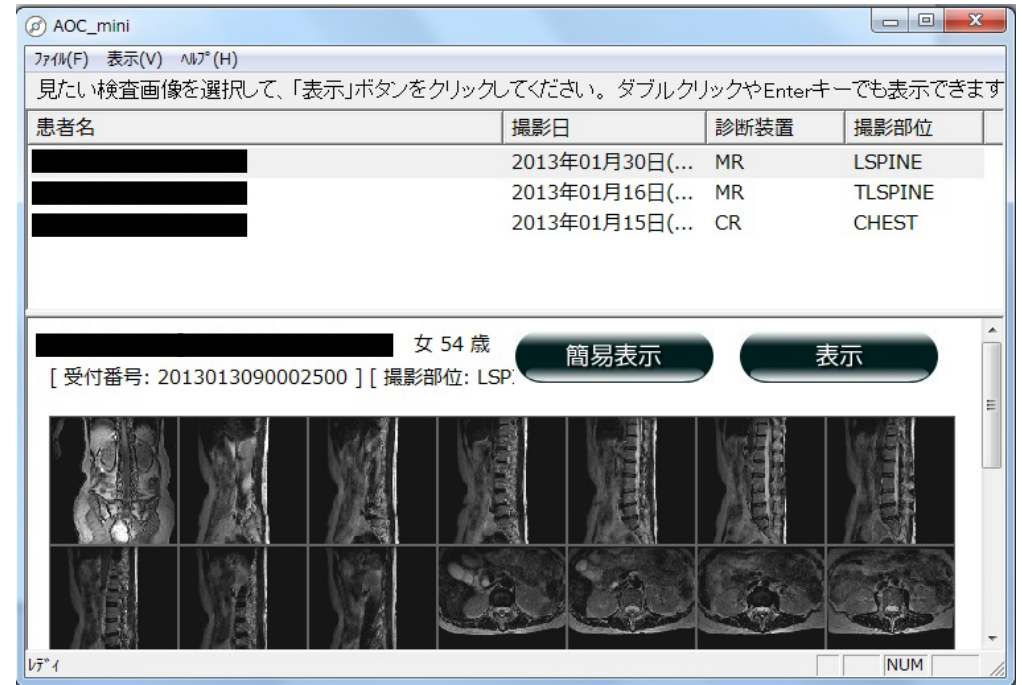 AOC_mini
ﾌｧｲﾙ(F) 表示(V) ﾍﾙﾌﾟ(H)
見たい検査画像を選択して、「表示」ボタンをクリックしてください。ダブルクリックやEnterキーでも表示できます
患者名 撮影日 診断装置 撮影部位
2013年01月30日(... MR LSPINE
2013年01月16日(... MR TLSPINE
2013年01月15日(... CR CHEST
女 54 歳 簡易表示 表示
[ 受付番号: 2013013090002500 ] [ 撮影部位: LSP
ﾚﾃﾞｨ NUM